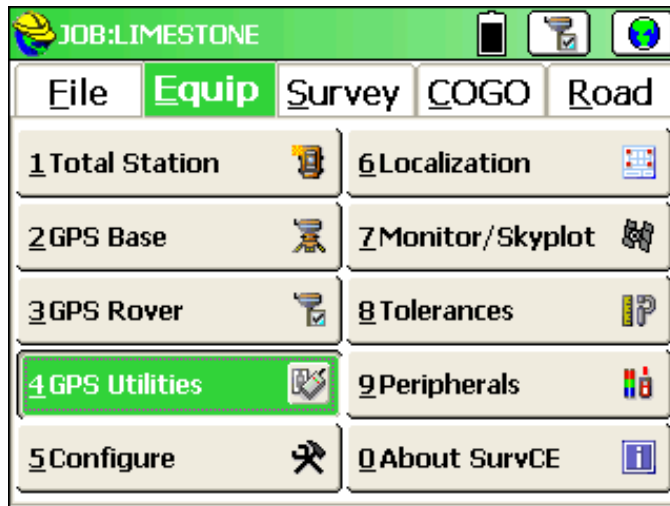 JOB:LIMESTONE
File Equip Survey COGO Road
1 Total Station 6 Localization
2 GPS Base 7 Monitor/Skyplot
3 GPS Rover 8 Tolerances
4 GPS Utilities 9 Peripherals
5 Configure 0 About SurvCE